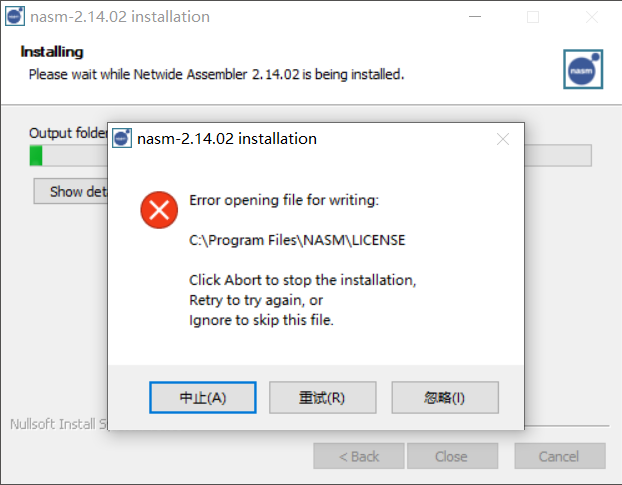 nasm-2.14.02 installation
Installing
Please wait while Netwide Assembler 2.14.02 is being installed.
nasm
Output folder
nasm-2.14.02 installation
Show
Error opening file for writing:
C:\Program Files\NASM\LICENSE
Click Abort to stop the installation,
Retry to try again, or
Ignore to skip this file.
中止(A)
重试(R)
忽略(I)
Nullsoft Install
< Back
Close
Cancel